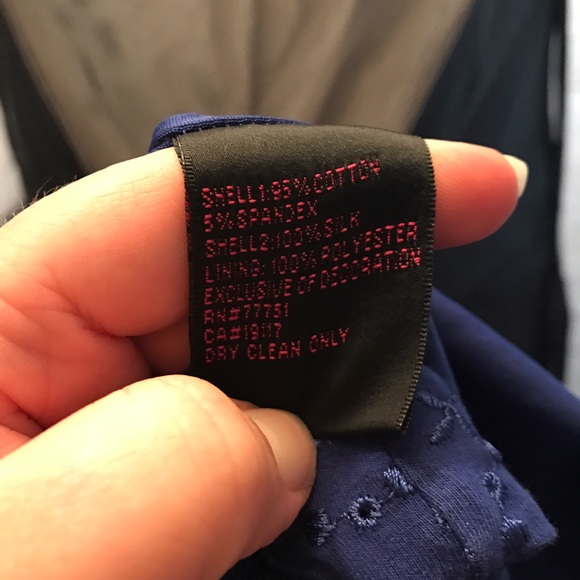 SHELL1:95%COTTON
5%SPANDEX
SHELL2:100%SILK
LINING:100%POLYESTER
EXCLUSIVE OF DECORATION
RN#77731
CA#19117
DRY CLEAN ONLY